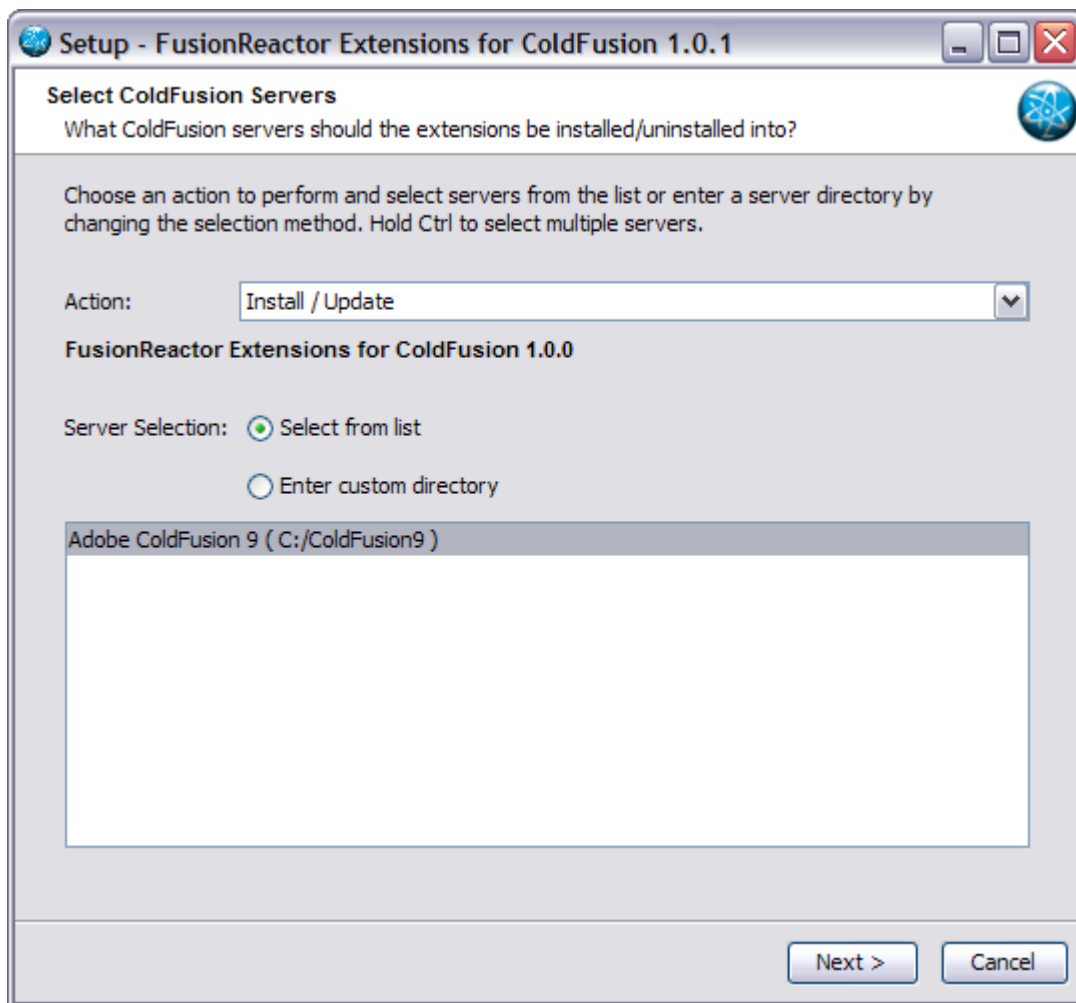 Setup - FusionReactor Extensions for ColdFusion 1.0.1
Select ColdFusion Servers
What ColdFusion servers should the extensions be installed/uninstalled into?
Choose an action to perform and select servers from the list or enter a server directory by
changing the selection method. Hold Ctrl to select multiple servers.
Action: Install / Update
FusionReactor Extensions for ColdFusion 1.0.0
Server Selection: Select from list
Enter custom directory
Adobe ColdFusion 9 ( C:/ColdFusion9 )
Next > Cancel